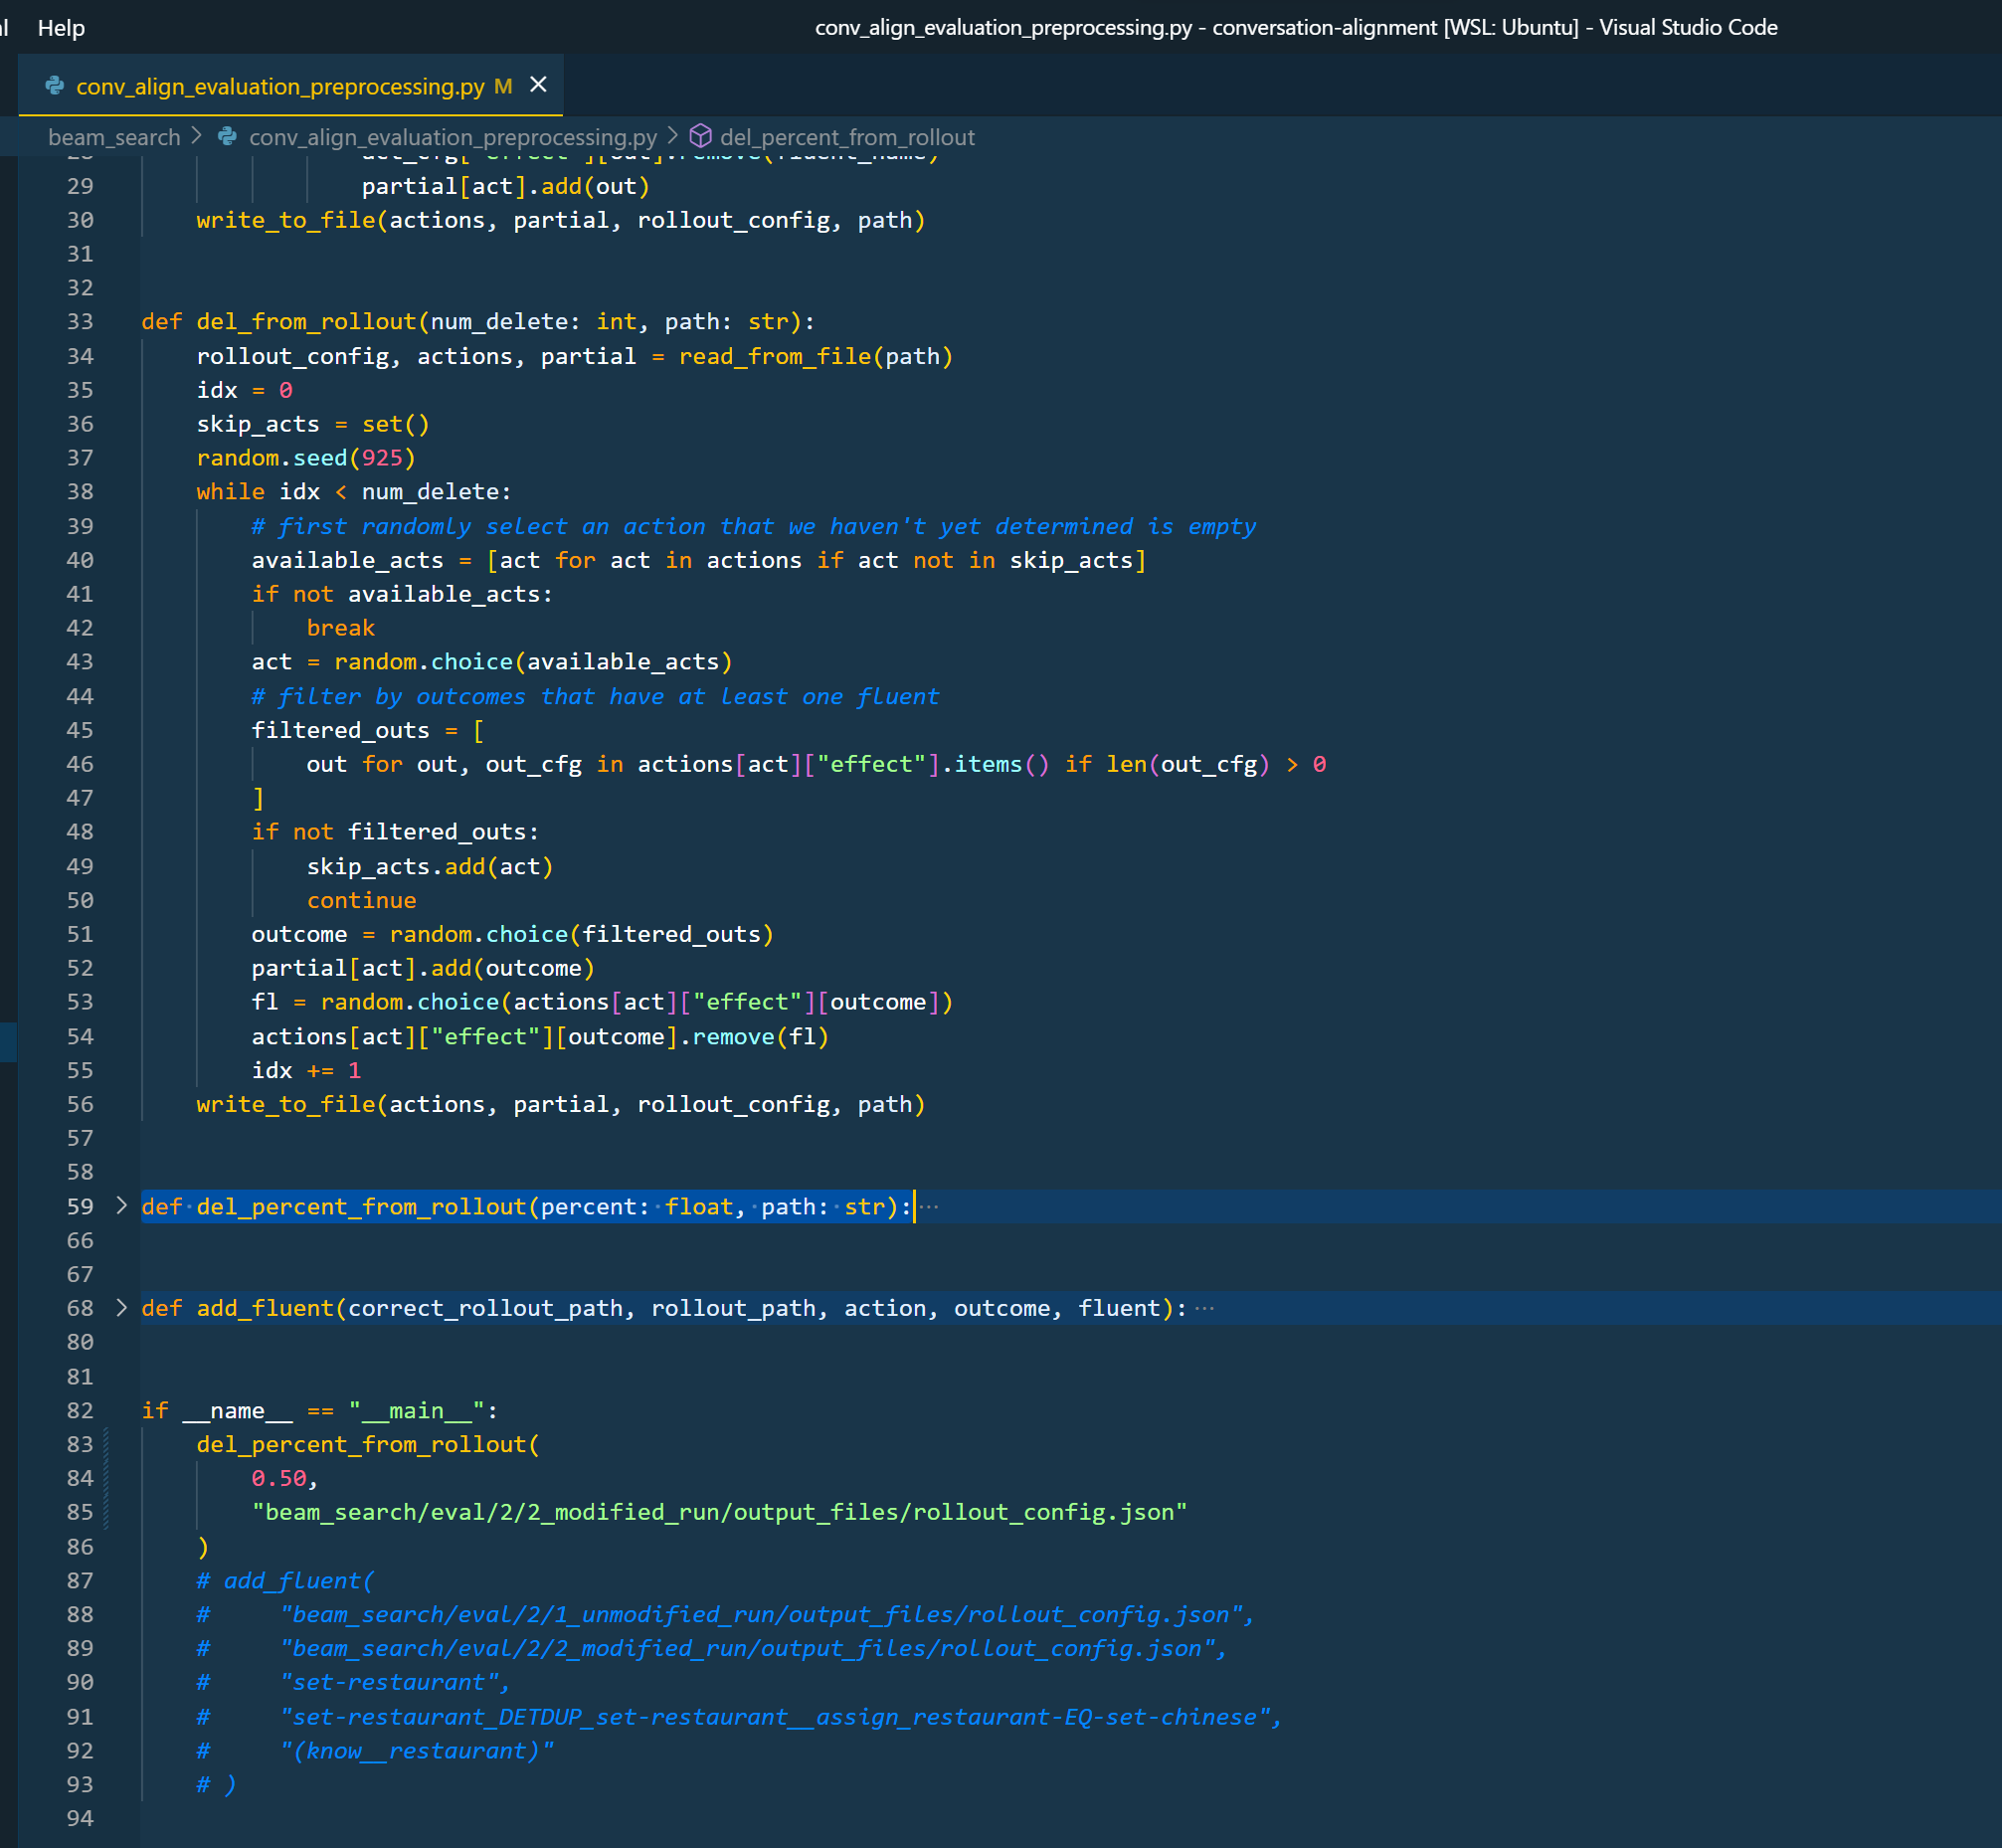 l Help conv_align_evaluation_preprocessing.py - conversation-alignment [WSL: Ubuntu] - Visual Studio Code
conv_align_evaluation_preprocessing.py M
beam_search > conv_align_evaluation_preprocessing.py > del_percent_from_rollout
28 del_cfg["effect"][out].remove(fluent_name)
29 partial[act].add(out)
30 write_to_file(actions, partial, rollout_config, path)
31
32
33 def del_from_rollout(num_delete: int, path: str):
34 rollout_config, actions, partial = read_from_file(path)
35 idx = 0
36 skip_acts = set()
37 random.seed(925)
38 while idx < num_delete:
39 # first randomly select an action that we haven't yet determined is empty
40 available_acts = [act for act in actions if act not in skip_acts]
41 if not available_acts:
42 break
43 act = random.choice(available_acts)
44 # filter by outcomes that have at least one fluent
45 filtered_outs = [
46 out for out, out_cfg in actions[act]["effect"].items() if len(out_cfg) > 0
47 ]
48 if not filtered_outs:
49 skip_acts.add(act)
50 continue
51 outcome = random.choice(filtered_outs)
52 partial[act].add(outcome)
53 fl = random.choice(actions[act]["effect"][outcome])
54 actions[act]["effect"][outcome].remove(fl)
55 idx += 1
56 write_to_file(actions, partial, rollout_config, path)
57
58
59 > def del_percent_from_rollout(percent: float, path: str):···
66
67
68 > def add_fluent(correct_rollout_path, rollout_path, action, outcome, fluent):···
80
81
82 if __name__ == "__main__":
83 del_percent_from_rollout(
84 0.50,
85 "beam_search/eval/2/2_modified_run/output_files/rollout_config.json"
86 )
87 # add_fluent(
88 # "beam_search/eval/2/1_unmodified_run/output_files/rollout_config.json",
89 # "beam_search/eval/2/2_modified_run/output_files/rollout_config.json",
90 # "set-restaurant",
91 # "set-restaurant_DETDUP_set-restaurant__assign_restaurant-EQ-set-chinese",
92 # "(know__restaurant)"
93 # )
94